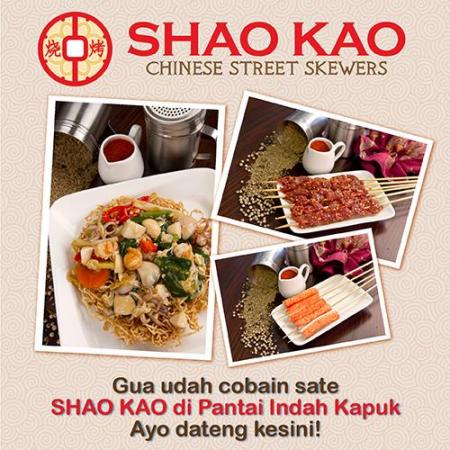 烧 烤
SHAO KAO
CHINESE STREET SKEWERS
Gua udah cobain sate
SHAO KAO di Pantai Indah Kapuk
Ayo dateng kesini!